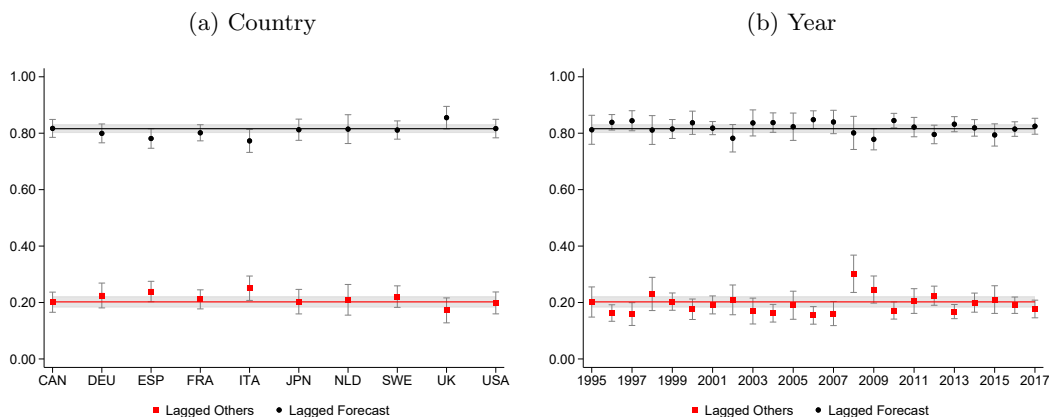 (a) Country
1.00
0.80
0.60
0.40
0.20
0.00
CAN DEU ESP FRA ITA JPN NLD SWE UK USA
Lagged Others Lagged Forecast
(b) Year
1.00
0.80
0.60
0.40
0.20
0.00
1995 1997 1999 2001 2003 2005 2007 2009 2011 2013 2015 2017
Lagged Others Lagged Forecast